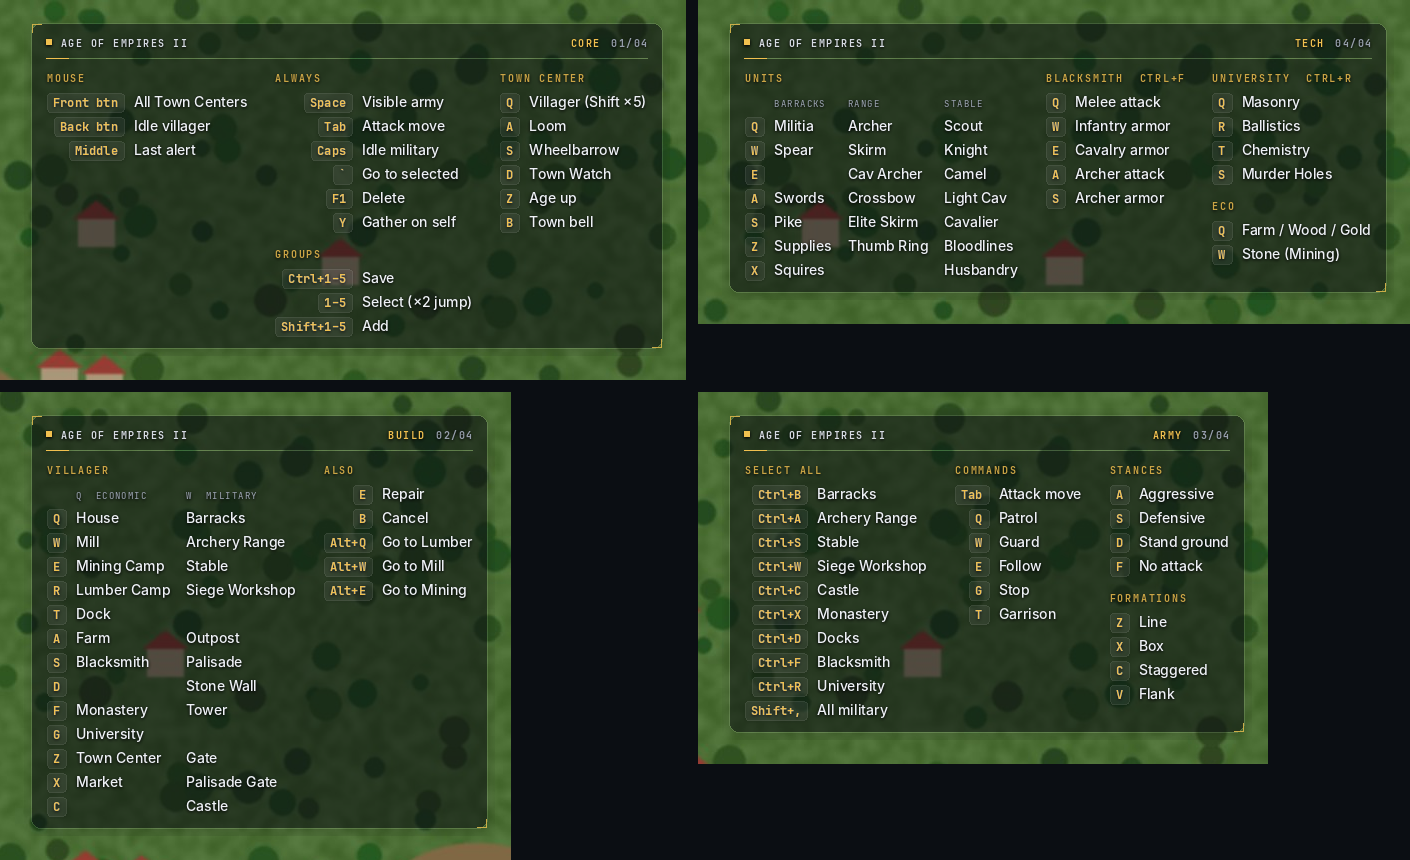 AGE OF EMPIRES II CORE 01/04
MOUSE
Front btn All Town Centers
Back btn Idle villager
Middle Last alert
ALWAYS
Space Visible army
Tab Attack move
Caps Idle military
` Go to selected
F1 Delete
Y Gather on self
GROUPS
Ctrl+1–5 Save
1–5 Select (×2 jump)
Shift+1–5 Add
TOWN CENTER
Q Villager (Shift ×5)
A Loom
S Wheelbarrow
D Town Watch
Z Age up
B Town bell
AGE OF EMPIRES II TECH 04/04
UNITS
BARRACKS RANGE STABLE
Q Militia Archer Scout
W Spear Skirm Knight
E Cav Archer Camel
A Swords Crossbow Light Cav
S Pike Elite Skirm Cavalier
Z Supplies Thumb Ring Bloodlines
X Squires Husbandry
BLACKSMITH CTRL+F
Q Melee attack
W Infantry armor
E Cavalry armor
A Archer attack
S Archer armor
UNIVERSITY CTRL+R
Q Masonry
R Ballistics
T Chemistry
S Murder Holes
ECO
Q Farm / Wood / Gold
W Stone (Mining)
AGE OF EMPIRES II BUILD 02/04
VILLAGER
Q ECONOMIC W MILITARY
Q House Barracks
W Mill Archery Range
E Mining Camp Stable
R Lumber Camp Siege Workshop
T Dock
A Farm Outpost
S Blacksmith Palisade
D Stone Wall
F Monastery Tower
G University
Z Town Center Gate
X Market Palisade Gate
C Castle
ALSO
E Repair
B Cancel
Alt+Q Go to Lumber
Alt+W Go to Mill
Alt+E Go to Mining
AGE OF EMPIRES II ARMY 03/04
SELECT ALL
Ctrl+B Barracks
Ctrl+A Archery Range
Ctrl+S Stable
Ctrl+W Siege Workshop
Ctrl+C Castle
Ctrl+X Monastery
Ctrl+D Docks
Ctrl+F Blacksmith
Ctrl+R University
Shift+, All military
COMMANDS
Tab Attack move
Q Patrol
W Guard
E Follow
G Stop
T Garrison
STANCES
A Aggressive
S Defensive
D Stand ground
F No attack
FORMATIONS
Z Line
X Box
C Staggered
V Flank